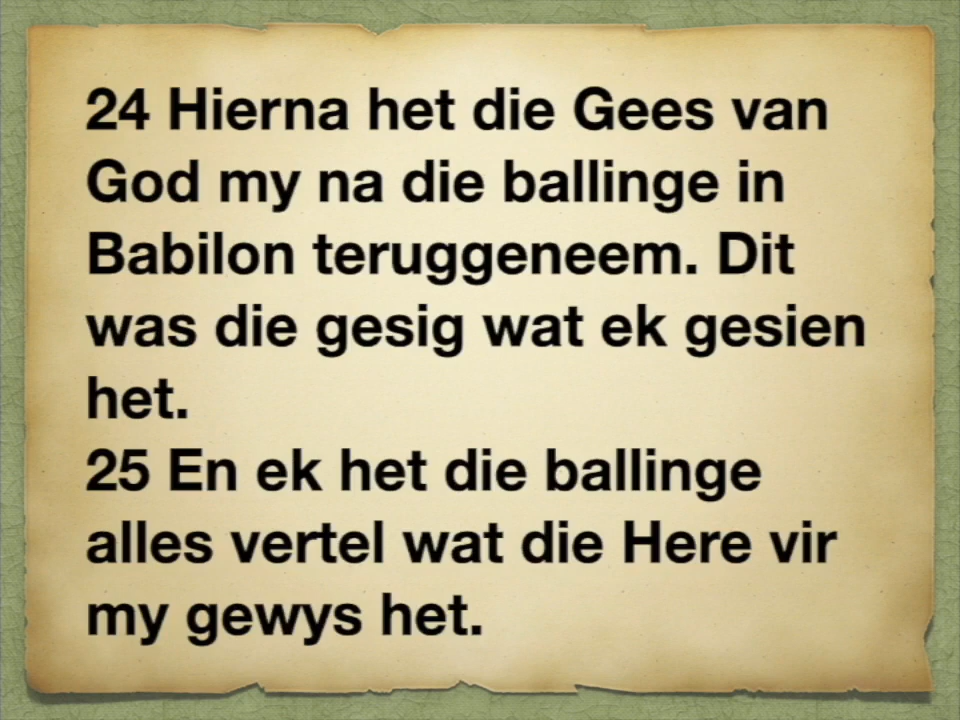 24 Hierna het die Gees van
God my na die ballinge in
Babilon teruggeneem. Dit
was die gesig wat ek gesien
het.
25 En ek het die ballinge
alles vertel wat die Here vir
my gewys het.